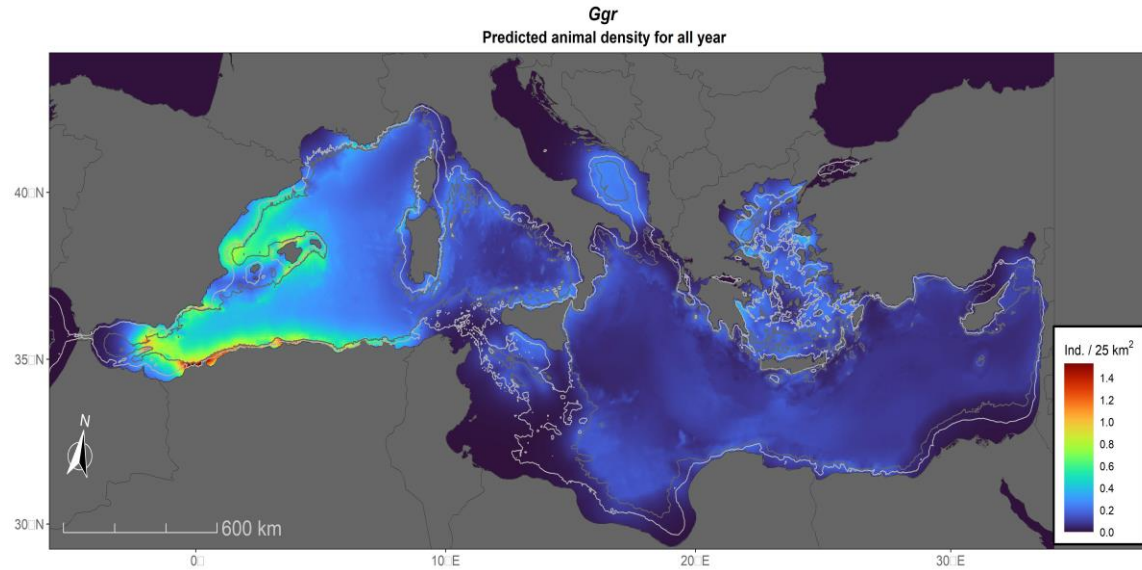 Ggr
Predicted animal density for all year
40□N
35□N
30□N
N
600 km
0□
10□E
20□E
30□E
Ind. / 25 km²
1.4
1.2
1.0
0.8
0.6
0.4
0.2
0.0